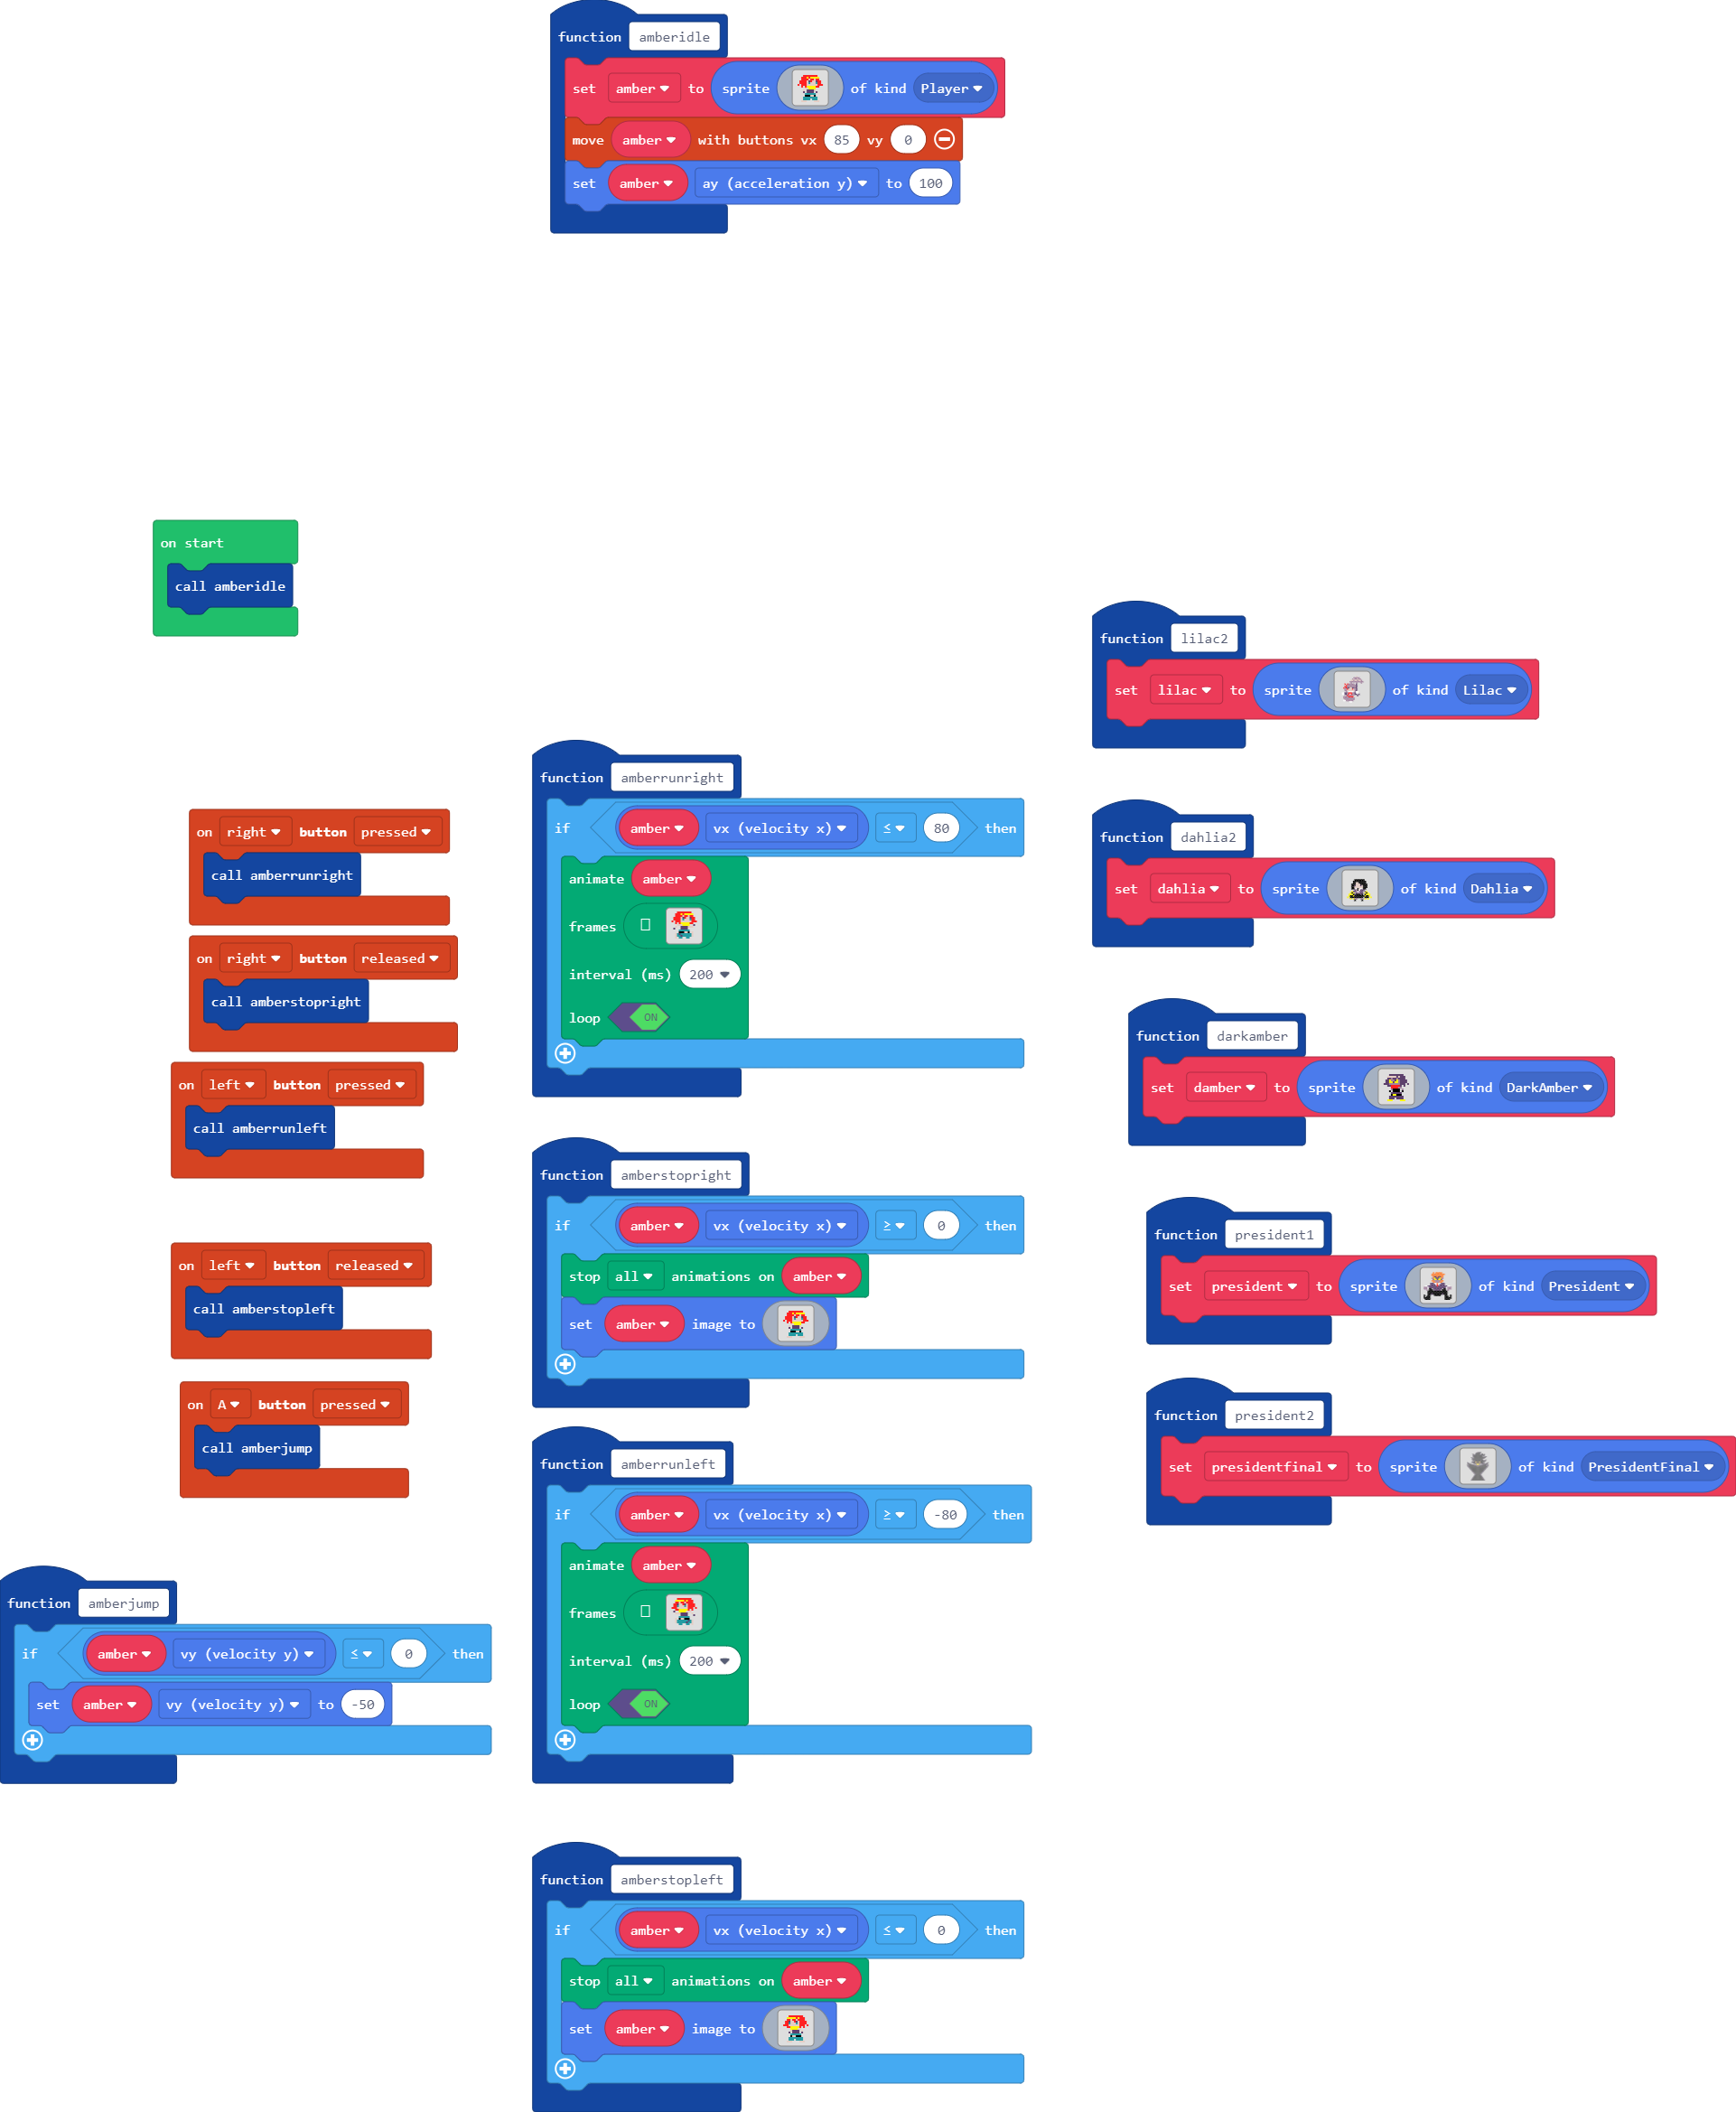 function amberidle
set amber to sprite of kind Player
move amber with buttons vx 85 vy 0
set amber ay (acceleration y) to 100
on start
call amberidle
function lilac2
set lilac to sprite of kind Lilac
function dahlia2
set dahlia to sprite of kind Dahlia
function darkamber
set damber to sprite of kind DarkAmber
function president1
set president to sprite of kind President
function president2
set presidentfinal to sprite of kind PresidentFinal
on right button pressed
call amberrunright
on right button released
call amberstopright
on left button pressed
call amberrunleft
on left button released
call amberstopleft
on A button pressed
call amberjump
function amberjump
if amber vy (velocity y) ≤ 0 then
set amber vy (velocity y) to -50
function amberrunright
if amber vx (velocity x) ≤ 80 then
animate amber
frames
interval (ms) 200
loop ON
function amberstopright
if amber vx (velocity x) ≥ 0 then
stop all animations on amber
set amber image to
function amberrunleft
if amber vx (velocity x) ≥ -80 then
animate amber
frames
interval (ms) 200
loop ON
function amberstopleft
if amber vx (velocity x) ≤ 0 then
stop all animations on amber
set amber image to